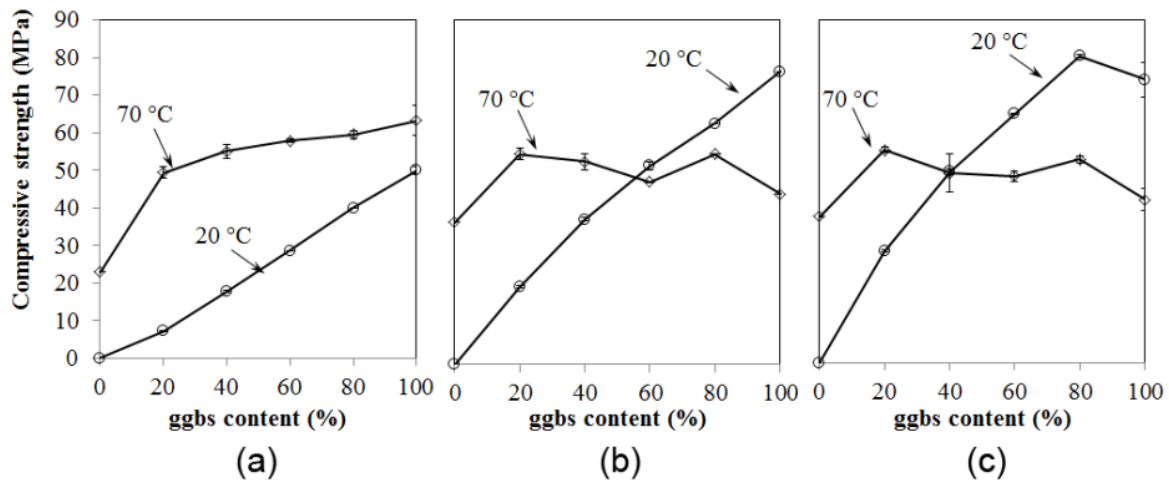 Compressive strength (MPa)
90
80
70
60
50
40
30
20
10
0
70 °C
20 °C
0 20 40 60 80 100
ggbs content (%)
(a)
70 °C
20 °C
0 20 40 60 80 100
ggbs content (%)
(b)
20 °C
70 °C
0 20 40 60 80 100
ggbs content (%)
(c)